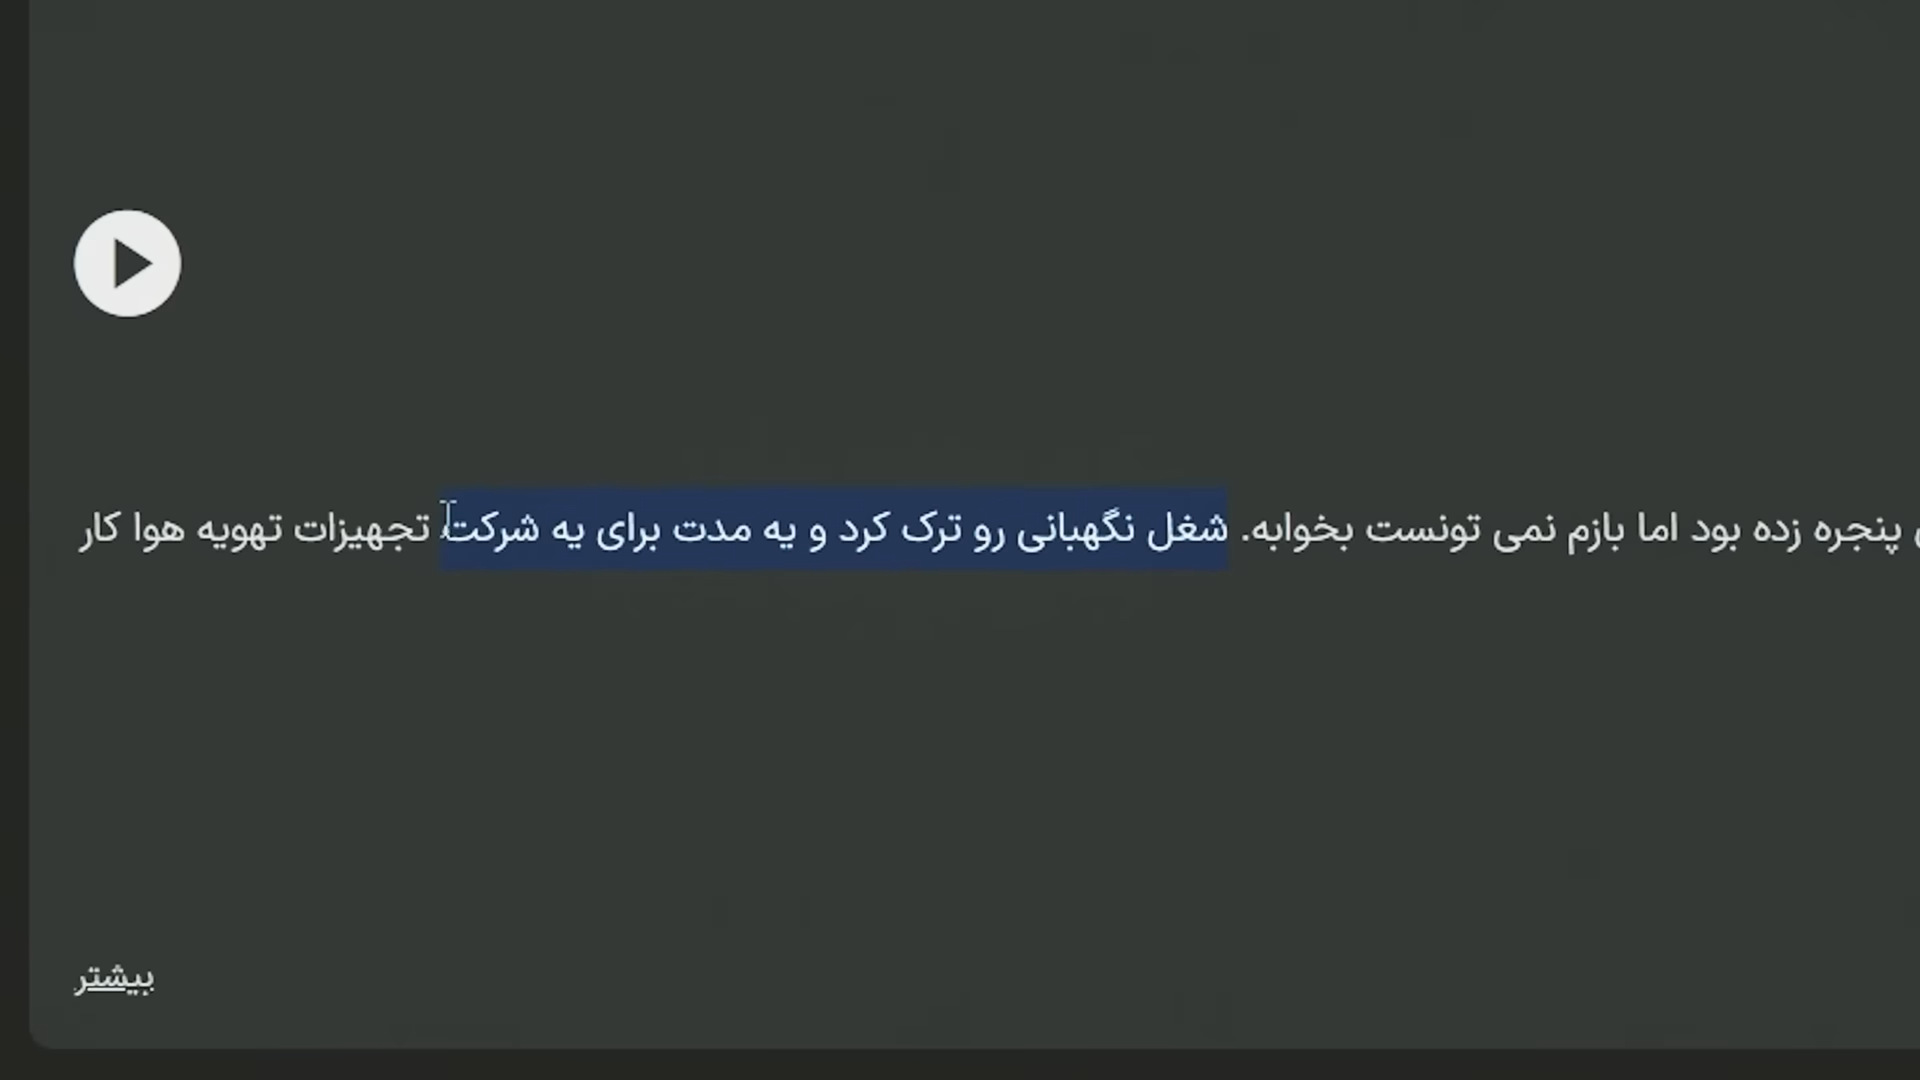 پنجره زده بود اما بازم نمی تونست بخوابه. شغل نگهبانی رو ترک کرد و یه مدت برای یه شرکت تجهیزات تهویه هوا کار
بیشتر